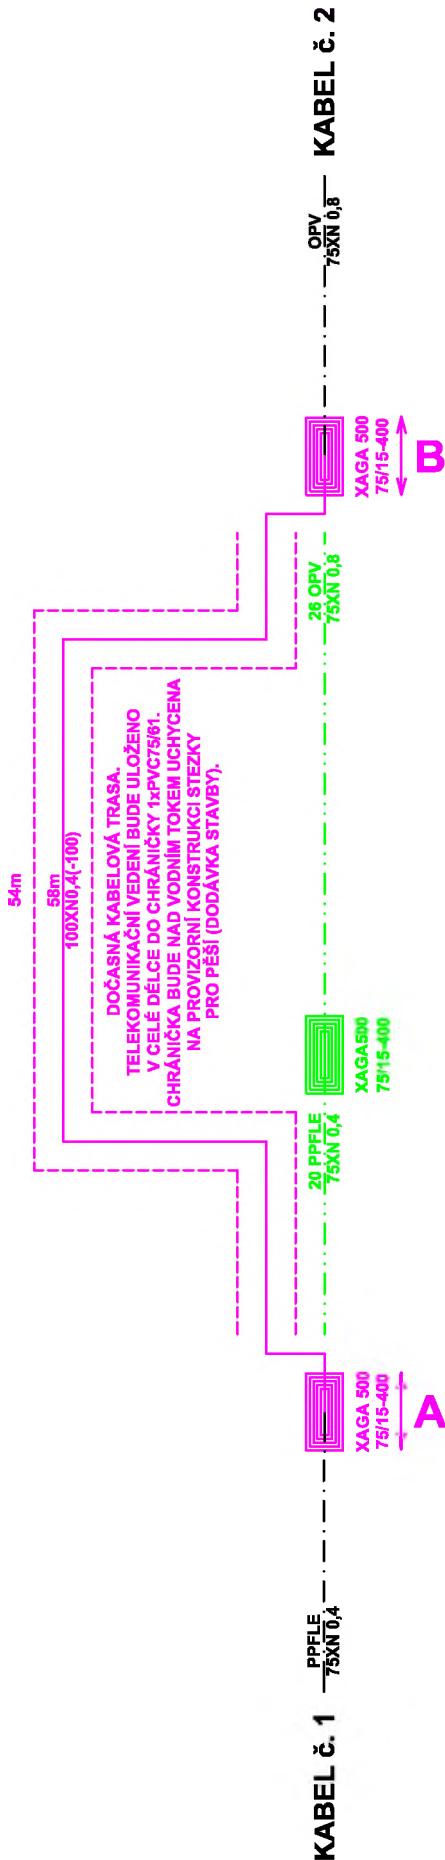 54m
58m
100XN0,4(-100)
DOČASNÁ KABELOVÁ TRASA.
TELEKOMUNIKAČNÍ VEDENÍ BUDE ULOŽENO
V CELÉ DÉLCE DO CHRÁNIČKY 1xPVC75/61.
CHRÁNIČKA BUDE NAD VODNÍM TOKEM UCHYCENA
NA PROVIZORNÍ KONSTRUKCI STEZKY
PRO PĚŠÍ (DODÁVKA STAVBY).
KABEL č. 1
PPFLE
75XN 0,4
XAGA 500
75/15-400
A
20 PPFLE
75XN 0,4
XAGA500
75/15-400
26 OPV
75XN 0,8
XAGA 500
75/15-400
B
OPV
75XN 0,8
KABEL č. 2